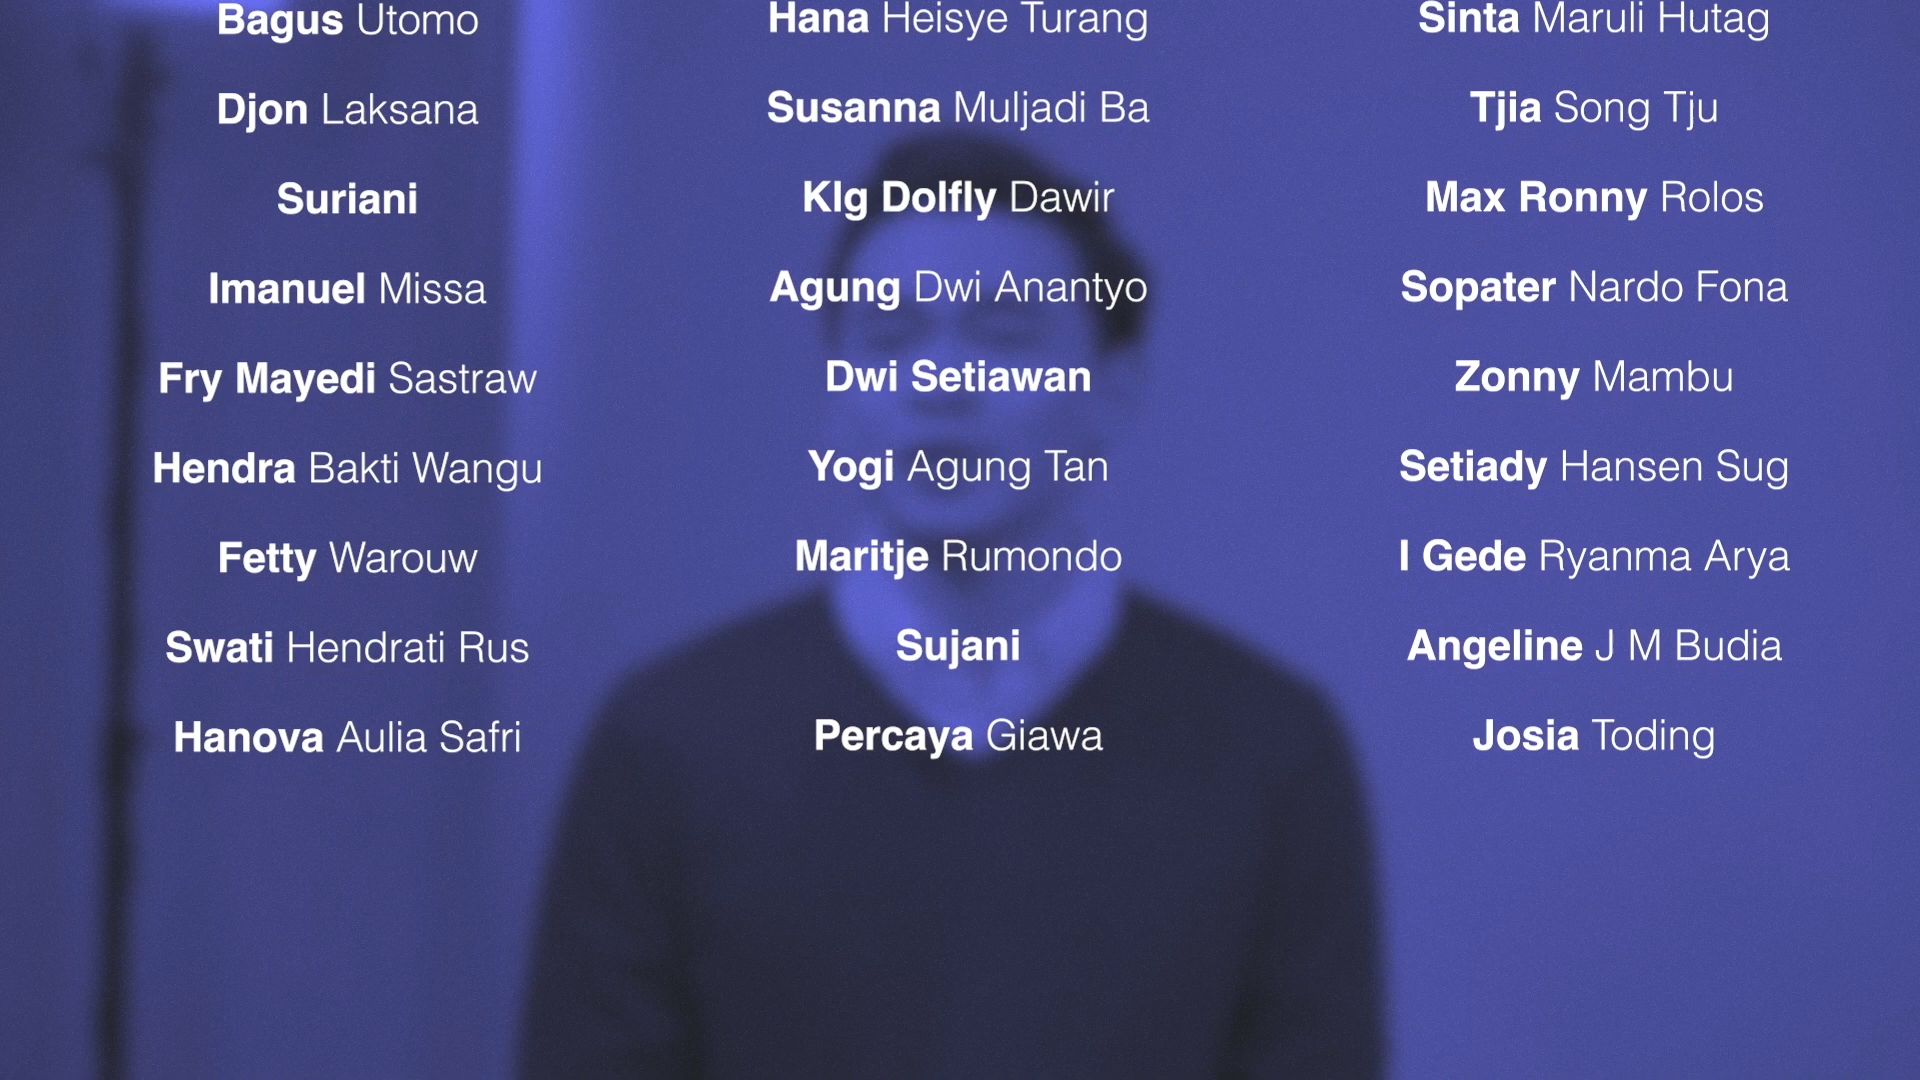 Bagus Utomo
Djon Laksana
Suriani
Imanuel Missa
Fry Mayedi Sastraw
Hendra Bakti Wangu
Fetty Warouw
Swati Hendrati Rus
Hanova Aulia Safri
Hana Heisye Turang
Susanna Muljadi Ba
Klg Dolfly Dawir
Agung Dwi Anantyo
Dwi Setiawan
Yogi Agung Tan
Maritje Rumondo
Sujani
Percaya Giawa
Sinta Maruli Hutag
Tjia Song Tju
Max Ronny Rolos
Sopater Nardo Fona
Zonny Mambu
Setiady Hansen Sug
I Gede Ryanma Arya
Angeline J M Budia
Josia Toding